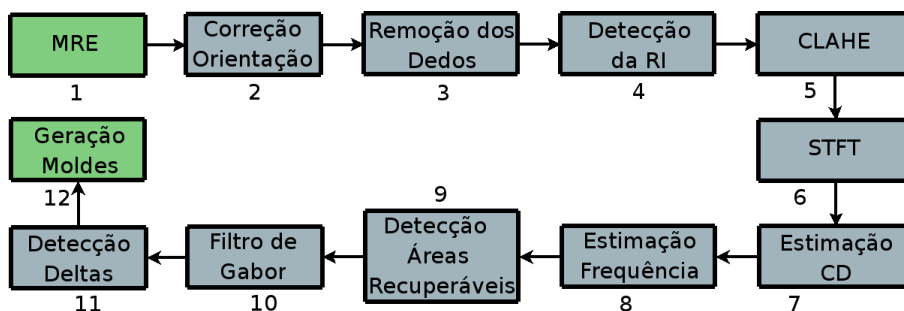 MRE
1
Correção
Orientação
2
Remoção dos
Dedos
3
Detecção
da RI
4
CLAHE
5
STFT
6
Estimação
CD
7
Estimação
Frequência
8
9
Detecção
Áreas
Recuperáveis
Filtro de
Gabor
10
Detecção
Deltas
11
Geração
Moldes
12